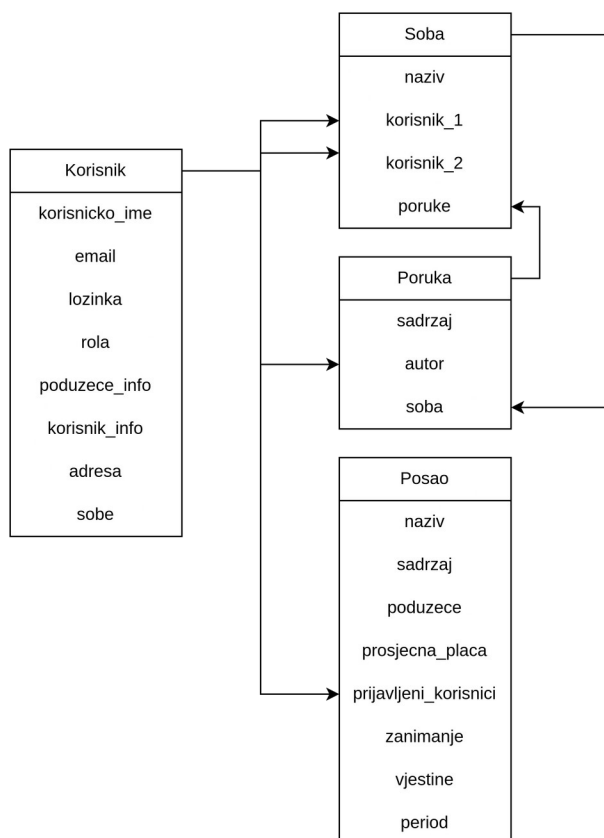 Soba
naziv
korisnik_1
korisnik_2
poruke
Korisnik
korisnicko_ime
email
lozinka
rola
poduzece_info
korisnik_info
adresa
sobe
Poruka
sadrzaj
autor
soba
Posao
naziv
sadrzaj
poduzece
prosjecna_placa
prijavljeni_korisnici
zanimanje
vjestine
period